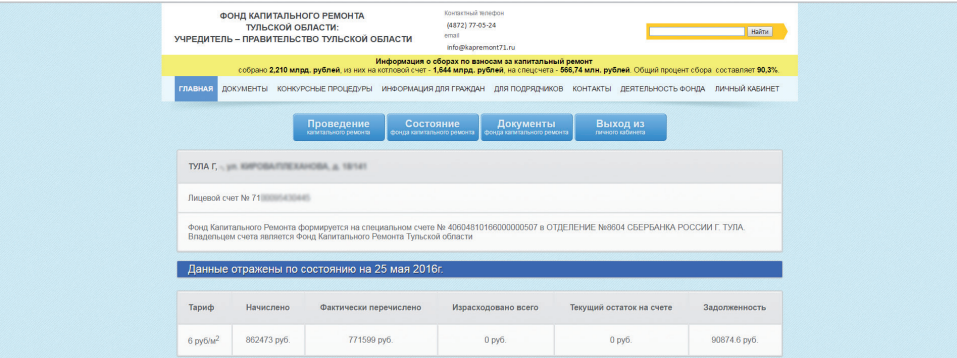 ФОНД КАПИТАЛЬНОГО РЕМОНТА
ТУЛЬСКОЙ ОБЛАСТИ:
УЧРЕДИТЕЛЬ – ПРАВИТЕЛЬСТВО ТУЛЬСКОЙ ОБЛАСТИ
Контактный телефон
(4872) 77-05-24
email
info@kapremont71.ru
Найти
Информация о сборах по взносам за капитальный ремонт
собрано 2,210 млрд. рублей, из них на котловой счет - 1,644 млрд. рублей, на спецсчета - 566,74 млн. рублей. Общий процент сбора составляет 90,3%.
ГЛАВНАЯ ДОКУМЕНТЫ КОНКУРСНЫЕ ПРОЦЕДУРЫ ИНФОРМАЦИЯ ДЛЯ ГРАЖДАН ДЛЯ ПОДРЯДЧИКОВ КОНТАКТЫ ДЕЯТЕЛЬНОСТЬ ФОНДА ЛИЧНЫЙ КАБИНЕТ
Проведение Состояние Документы Выход из
капитального ремонта фонда капитального ремонта фонда капитального ремонта личного кабинета
ТУЛА Г, -, ул.
Лицевой счет № 71
Фонд Капитального Ремонта формируется на специальном счете № 40604810166000000507 в ОТДЕЛЕНИЕ №8604 СБЕРБАНКА РОССИИ Г. ТУЛА.
Владельцем счета является Фонд Капитального Ремонта Тульской области
Данные отражены по состоянию на 25 мая 2016г.
Тариф Начислено Фактически перечислено Израсходовано всего Текущий остаток на счете Задолженность
6 руб/м2 862473 руб. 771599 руб. 0 руб. 0 руб. 90874.6 руб.